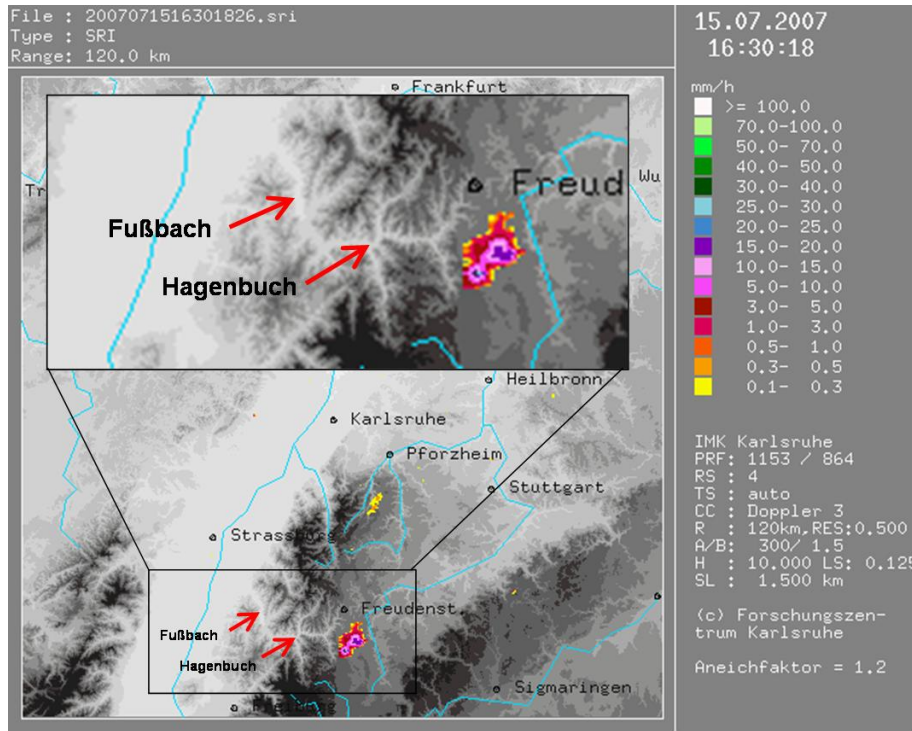 File : 2007071516301826.sri
Type : SRI
Range: 120.0 km
15.07.2007
16:30:18
mm/h
>= 100.0
70.0-100.0
50.0- 70.0
40.0- 50.0
30.0- 40.0
25.0- 30.0
20.0- 25.0
15.0- 20.0
10.0- 15.0
5.0- 10.0
3.0- 5.0
1.0- 3.0
0.5- 1.0
0.3- 0.5
0.1- 0.3
IMK Karlsruhe
PRF: 1153 / 864
RS : 4
TS : auto
CC : Doppler 3
R : 120km,RES:0.500
A/B: 300/ 1.5
H : 10.000 LS: 0.125
SL : 1.500 km
(c) Forschungszen-
trum Karlsruhe
Aneichfaktor = 1.2
Frankfurt
Tr
Wu
Freud
Fußbach
Hagenbuch
Heilbronn
Karlsruhe
Pforzheim
Stuttgart
Strassburg
Freudenst.
Fußbach
Hagenbuch
Sigmaringen